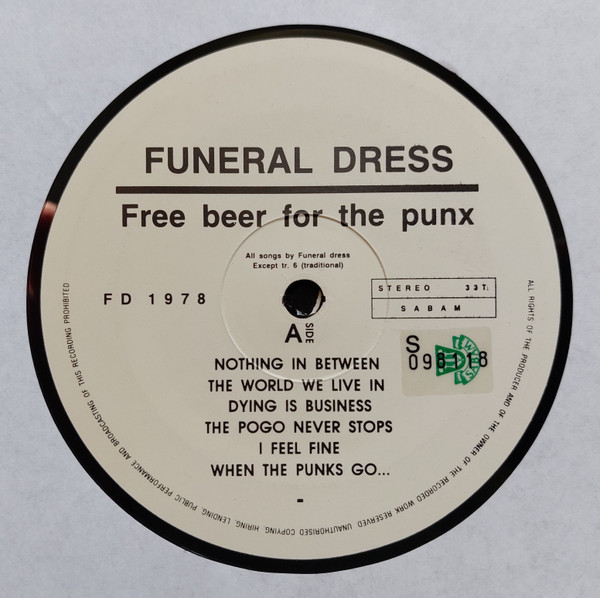 FUNERAL DRESS
Free beer for the punx
All songs by Funeral dress
Except tr. 6 (traditional)
FD 1978
STEREO 33T.
SABAM
A SIDE
S
098118
NOTHING IN BETWEEN
THE WORLD WE LIVE IN
DYING IS BUSINESS
THE POGO NEVER STOPS
I FEEL FINE
WHEN THE PUNKS GO...
-
ALL RIGHTS OF THE PRODUCER AND OF THE OWNER OF THE RECORDED WORK RESERVED. UNAUTHORISED COPYING, HIRING, LENDING, PUBLIC PERFORMANCE AND BROADCASTING OF THIS RECORDING PROHIBITED